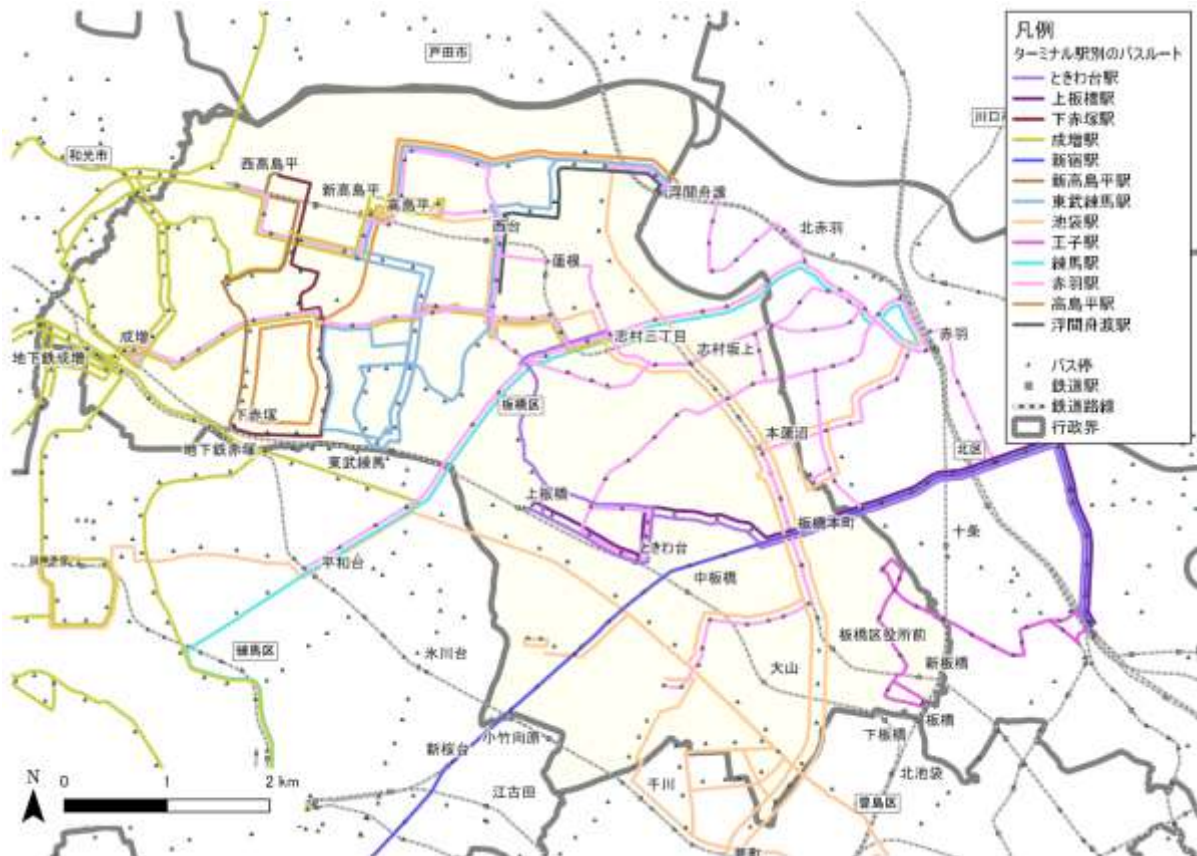 戸田市
和光市
西高島平
新高島平
高島平
浮間舟渡
北赤羽
西台
蓮根
成増
地下鉄成増
志村三丁目
志村坂上
赤羽
板橋区
下赤塚
地下鉄赤塚
東武練馬
本蓮沼
北区
上板橋
ときわ台
板橋本町
十条
中板橋
平和台
氷川台
練馬区
板橋区役所前
大山
新板橋
板橋
下板橋
小竹向原
新桜台
江古田
千川
北池袋
豊島区
N
0 1 2 km
凡例
ターミナル駅別のバスルート
ときわ台駅
上板橋駅
下赤塚駅
成増駅
新宿駅
新高島平駅
東武練馬駅
池袋駅
王子駅
練馬駅
赤羽駅
高島平駅
浮間舟渡駅
バス停
鉄道駅
鉄道路線
行政界